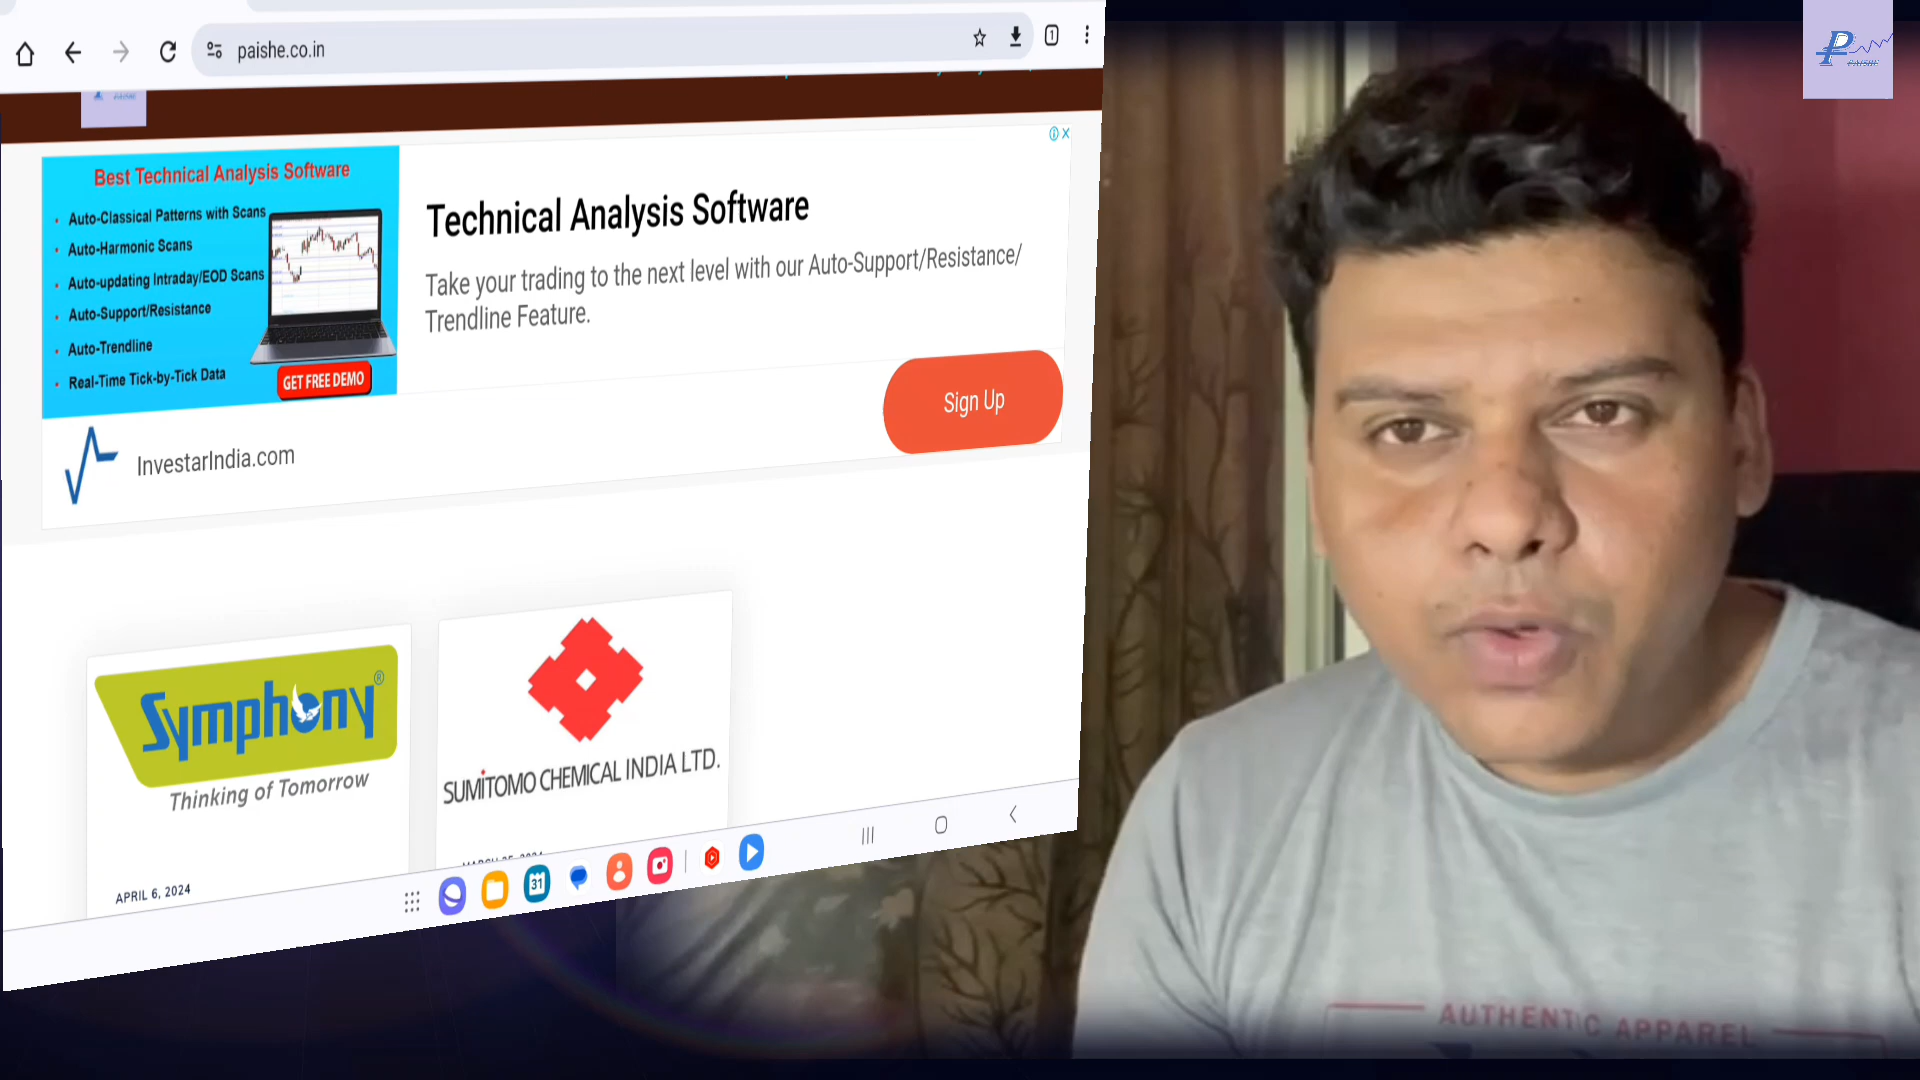 paishe.co.in
1
PAISHE
Best Technical Analysis Software
Auto-Classical Patterns with Scans
Auto-Harmonic Scans
Auto-updating Intraday/EOD Scans
Auto-Support/Resistance
Auto-Trendline
Real-Time Tick-by-Tick Data
GET FREE DEMO
Technical Analysis Software
Take your trading to the next level with our Auto-Support/Resistance/
Trendline Feature.
Sign Up
InvestarIndia.com
Symphony®
Thinking of Tomorrow
APRIL 6, 2024
SUMITOMO CHEMICAL INDIA LTD.
31
AUTHENTIC APPAREL